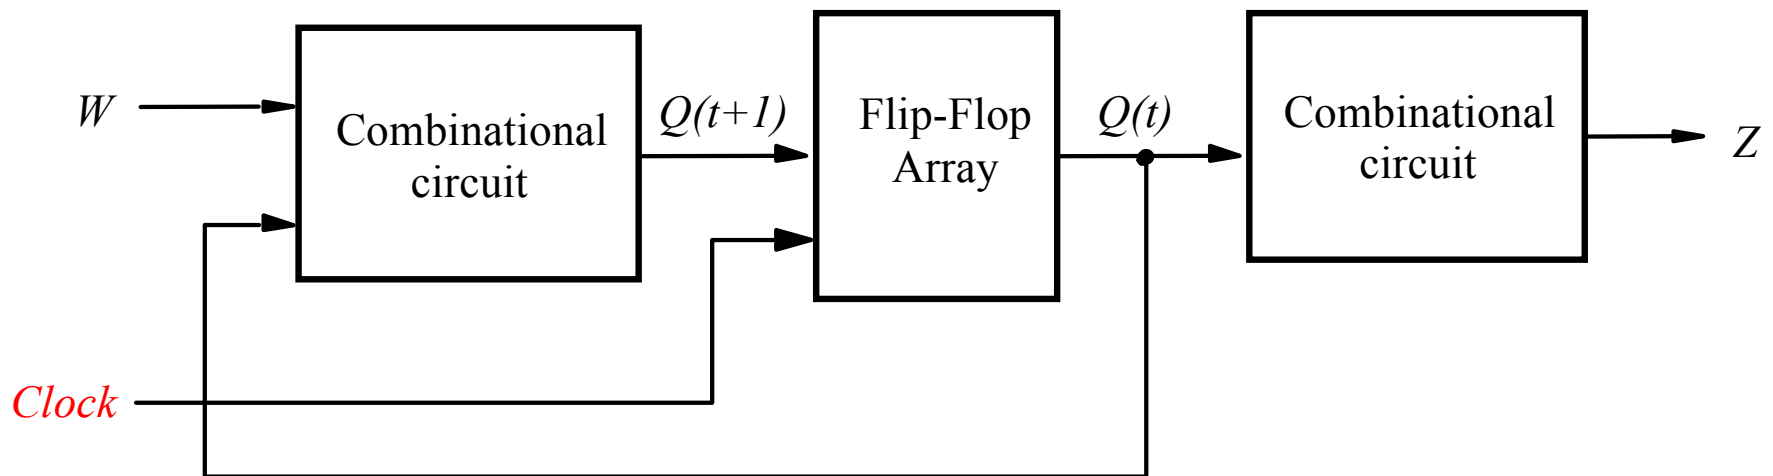 W
Combinational
circuit
Q(t+1)
Flip-Flop
Array
Q(t)
Combinational
circuit
Z
Clock